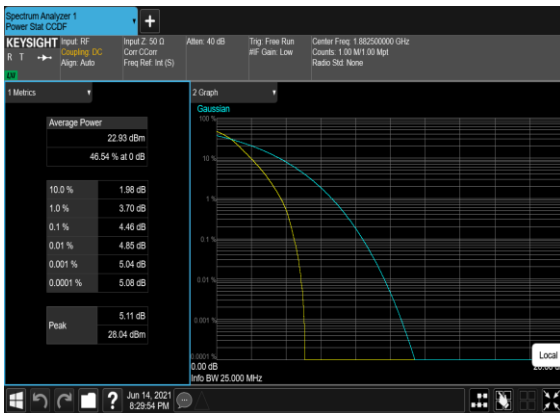 Spectrum Analyzer 1
Power Stat CCDF
KEYSIGHT
R T
LV
Input: RF
Coupling: DC
Align: Auto
Input Z: 50 Ω
Corr CCorr
Freq Ref: Int (S)
Atten: 40 dB
Trig: Free Run
#IF Gain: Low
Center Freq: 1.882500000 GHz
Counts: 1.00 M/1.00 Mpt
Radio Std: None
1 Metrics
Average Power
22.93 dBm
46.54 % at 0 dB
10.0 % 1.98 dB
1.0 % 3.70 dB
0.1 % 4.46 dB
0.01 % 4.85 dB
0.001 % 5.04 dB
0.0001 % 5.08 dB
Peak
5.11 dB
28.04 dBm
2 Graph
Gaussian
100 %
10 %
1 %
0.1 %
0.01 %
0.001 %
0.0001 %
0.00 dB
Info BW 25.000 MHz
Local
Jun 14, 2021
8:29:54 PM